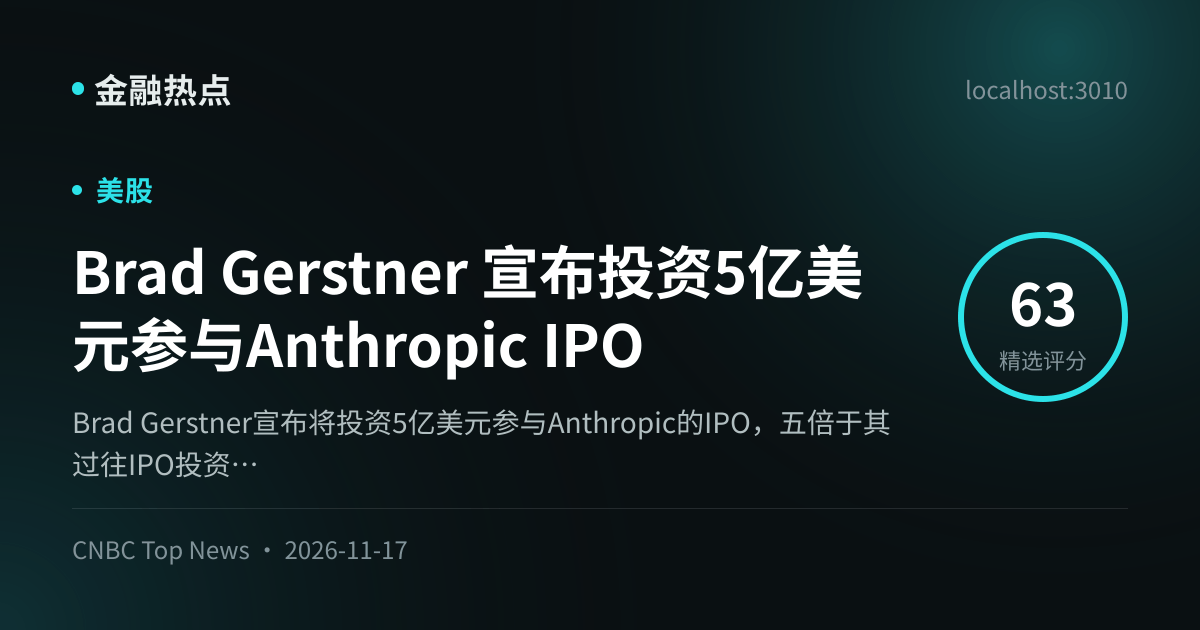 金融热点
localhost:3010
美股
Brad Gerstner 宣布投资5亿美
元参与Anthropic IPO
63
精选评分
Brad Gerstner宣布将投资5亿美元参与Anthropic的IPO，五倍于其
过往IPO投资…
CNBC Top News · 2026-11-17